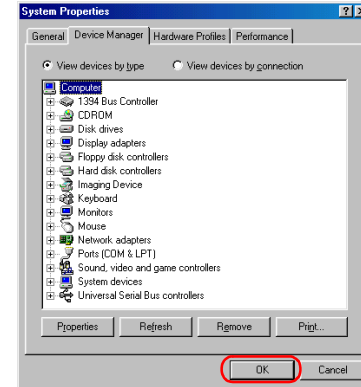 System Properties
General Device Manager Hardware Profiles Performance
View devices by type View devices by connection
Computer
1394 Bus Controller
CDROM
Disk drives
Display adapters
Floppy disk controllers
Hard disk controllers
Imaging Device
Keyboard
Monitors
Mouse
Network adapters
Ports (COM & LPT)
Sound, video and game controllers
System devices
Universal Serial Bus controllers
Properties Refresh Remove Print...
OK Cancel